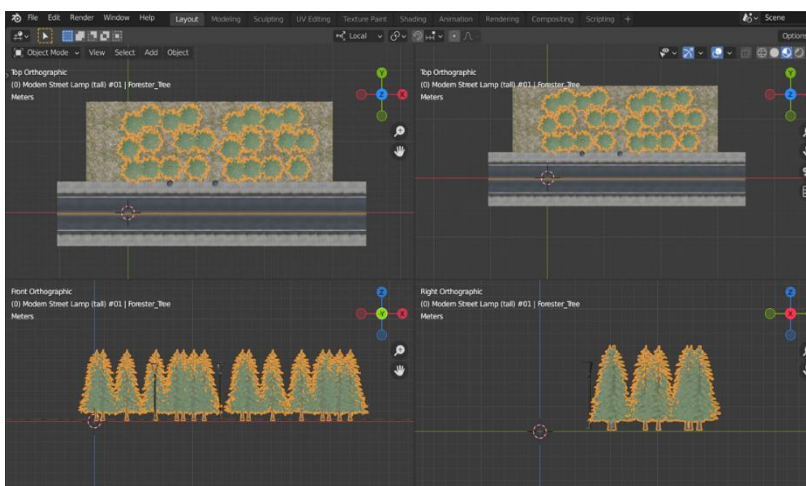 File Edit Render Window Help Layout Modeling Sculpting UV Editing Texture Paint Shading Animation Rendering Compositing Scripting + Scene
Local Options
Object Mode View Select Add Object
Top Orthographic
(0) Modern Street Lamp (tall) #01 | Forester_Tree
Meters
Y
Z
X
Top Orthographic
(0) Modern Street Lamp (tall) #01 | Forester_Tree
Meters
Y
Z
Front Orthographic
(0) Modern Street Lamp (tall) #01 | Forester_Tree
Meters
Z
-Y
X
Right Orthographic
(0) Modern Street Lamp (tall) #01 | Forester_Tree
Meters
Z
X